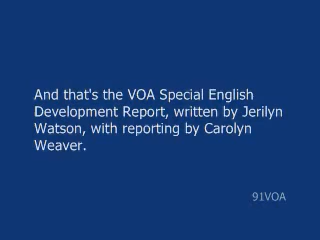 And that's the VOA Special English
Development Report, written by Jerilyn
Watson, with reporting by Carolyn
Weaver.
91VOA